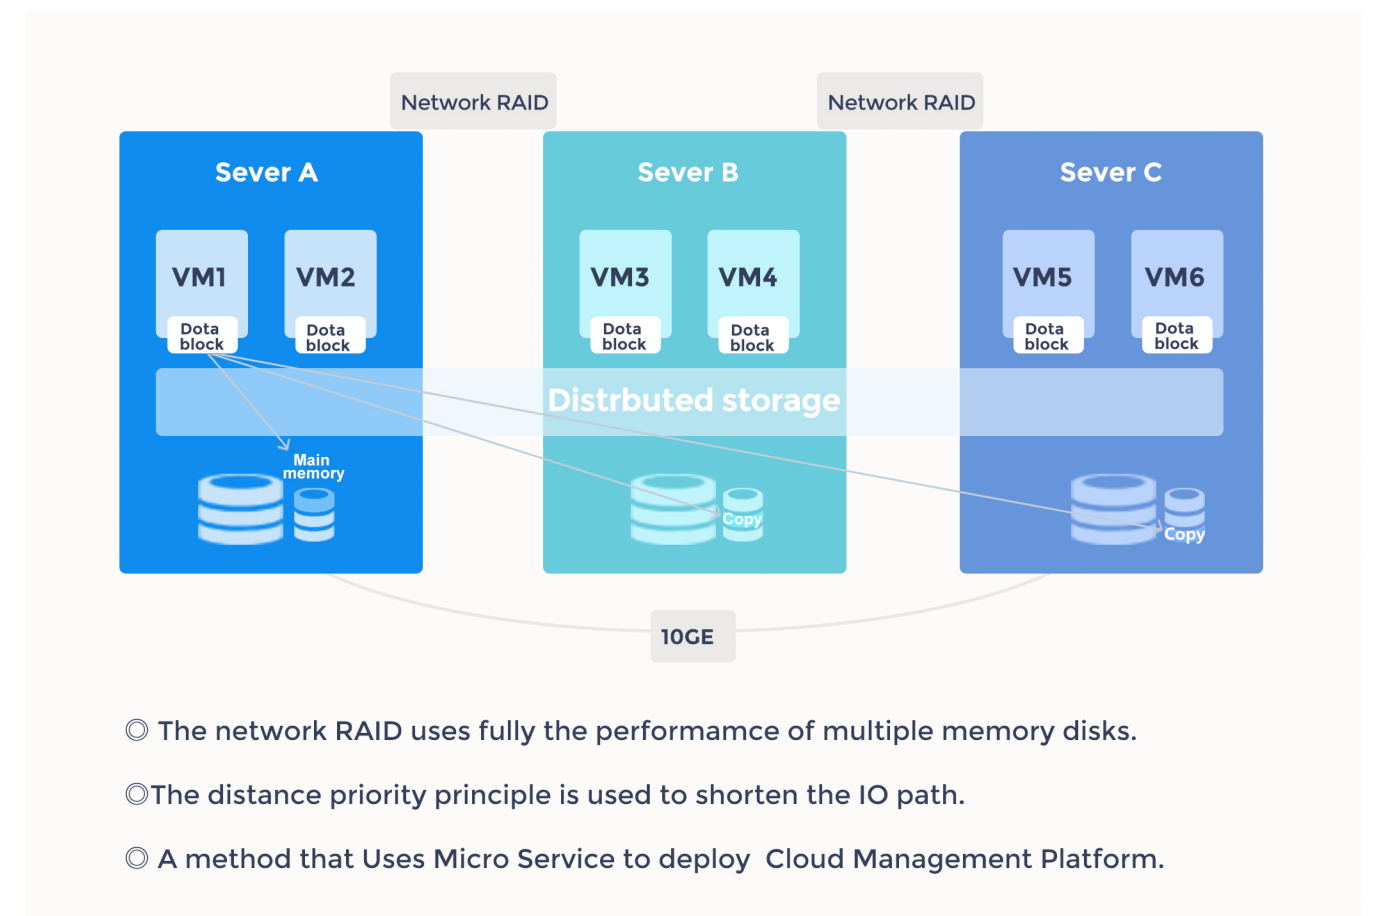 Network RAID
Network RAID
Sever A
Sever B
Sever C
VM1
VM2
VM3
VM4
VM5
VM6
Dota
block
Dota
block
Dota
block
Dota
block
Dota
block
Dota
block
Distrbuted storage
Main
memory
Copy
Copy
10GE
◎ The network RAID uses fully the performamce of multiple memory disks.
◎The distance priority principle is used to shorten the IO path.
◎ A method that Uses Micro Service to deploy  Cloud Management Platform.